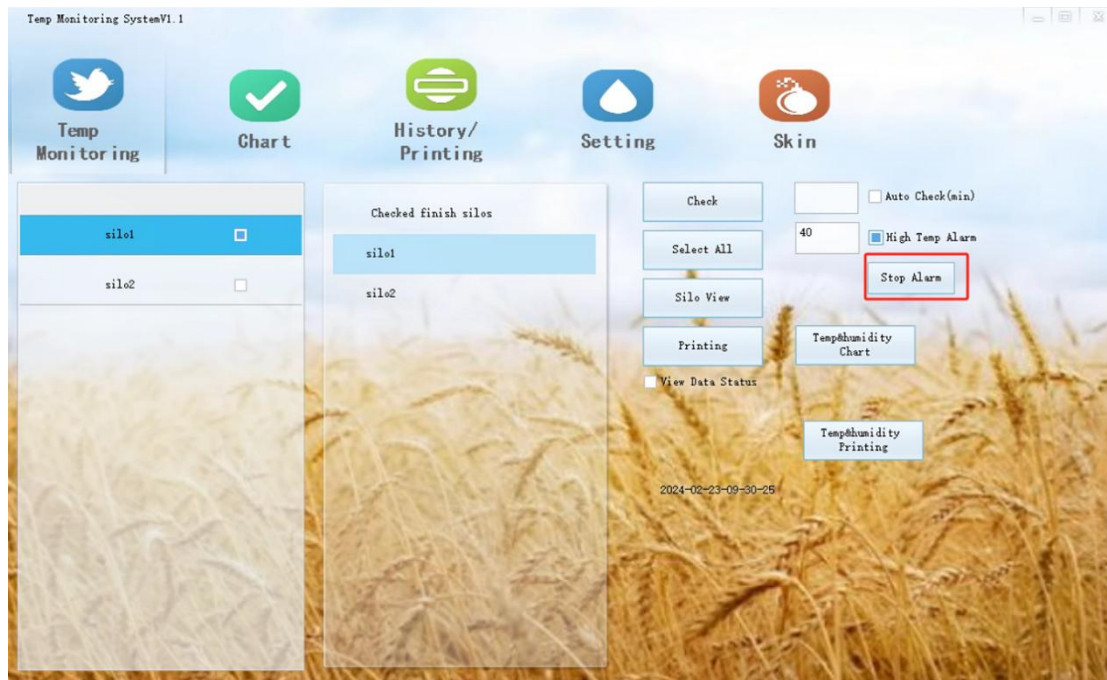 Temp Monitoring SystemV1.1
Temp
Monitoring
Chart
History/
Printing
Setting
Skin
silo1
silo2
Checked finish silos
silo1
silo2
Check
Select All
Silo View
Printing
View Data Status
Auto Check(min)
40
High Temp Alarm
Stop Alarm
Temp&humidity
Chart
Temp&humidity
Printing
2024-02-23-09-30-25